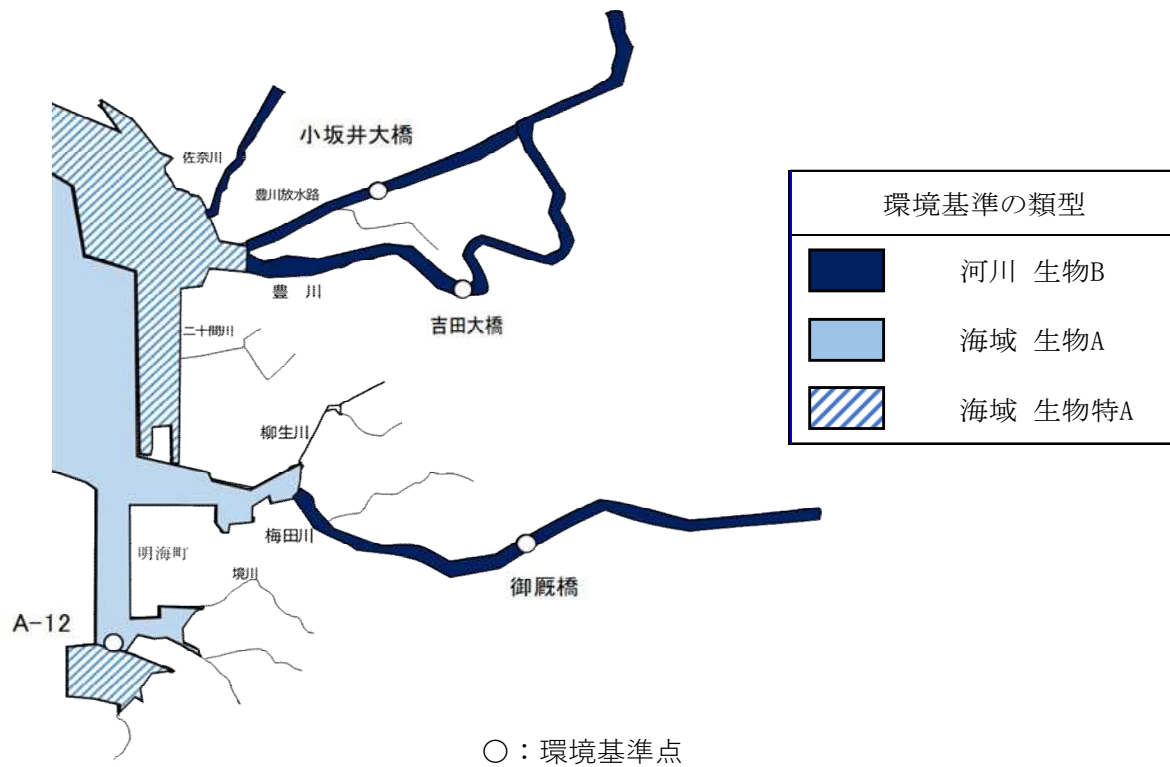 小坂井大橋
佐奈川
豊川放水路
豊 川
吉田大橋
二十間川
柳生川
梅田川
明海町
境川
御厩橋
A-12
環境基準の類型
河川 生物B
海域 生物A
海域 生物特A
○：環境基準点